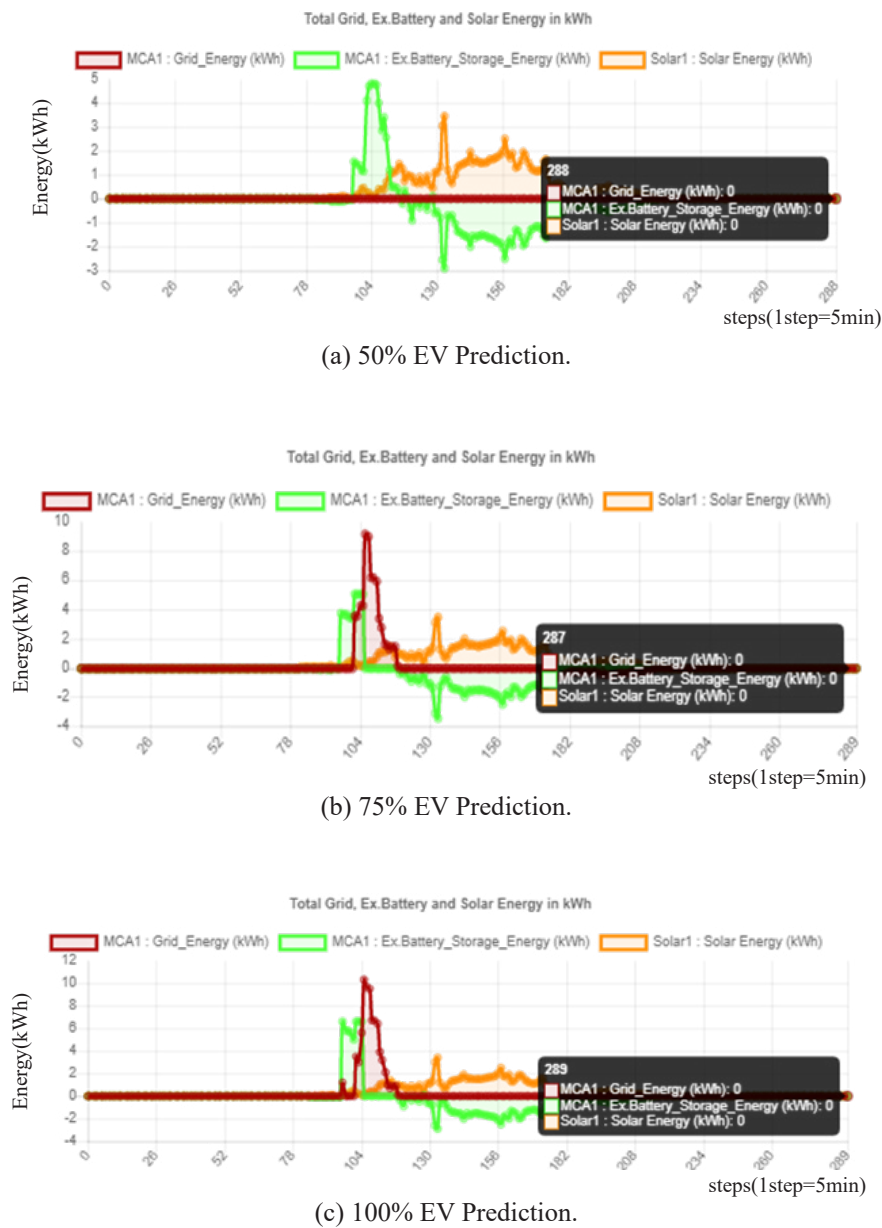 Total Grid, Ex.Battery and Solar Energy in kWh
MCA1 : Grid_Energy (kWh) MCA1 : Ex.Battery_Storage_Energy (kWh) Solar1 : Solar Energy (kWh)
Energy(kWh)
5
4
3
2
1
0
-1
-2
-3
288
MCA1 : Grid_Energy (kWh): 0
MCA1 : Ex.Battery_Storage_Energy (kWh): 0
Solar1 : Solar Energy (kWh): 0
0 26 52 78 104 130 156 182 208 234 260 288
steps(1step=5min)
(a) 50% EV Prediction.
Total Grid, Ex.Battery and Solar Energy in kWh
MCA1 : Grid_Energy (kWh) MCA1 : Ex.Battery_Storage_Energy (kWh) Solar1 : Solar Energy (kWh)
Energy(kWh)
10
8
6
4
2
0
-2
-4
287
MCA1 : Grid_Energy (kWh): 0
MCA1 : Ex.Battery_Storage_Energy (kWh): 0
Solar1 : Solar Energy (kWh): 0
0 26 52 78 104 130 156 182 208 234 260 289
steps(1step=5min)
(b) 75% EV Prediction.
Total Grid, Ex.Battery and Solar Energy in kWh
MCA1 : Grid_Energy (kWh) MCA1 : Ex.Battery_Storage_Energy (kWh) Solar1 : Solar Energy (kWh)
Energy(kWh)
12
10
8
6
4
2
0
-2
-4
289
MCA1 : Grid_Energy (kWh): 0
MCA1 : Ex.Battery_Storage_Energy (kWh): 0
Solar1 : Solar Energy (kWh): 0
0 26 52 78 104 130 156 182 208 234 260 289
steps(1step=5min)
(c) 100% EV Prediction.